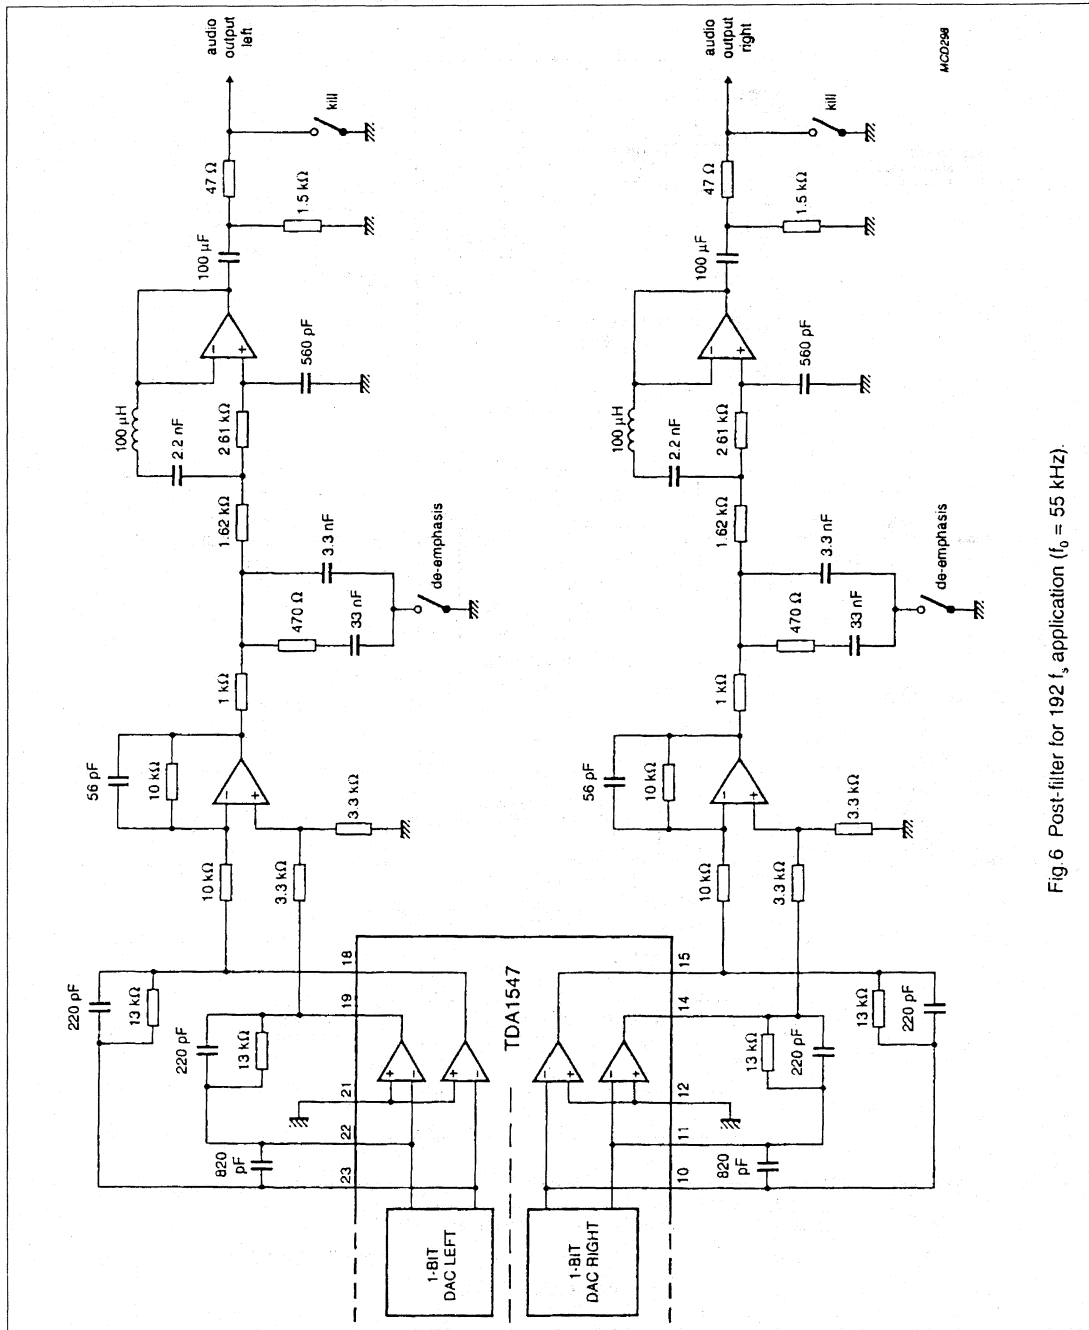 audio
output
left
kill
47 Ω
1.5 kΩ
100 μF
100 μH
2.2 nF
−
+
560 pF
2.61 kΩ
1.62 kΩ
3.3 nF
470 Ω
33 nF
de-emphasis
1 kΩ
56 pF
10 kΩ
−
+
3.3 kΩ
10 kΩ
3.3 kΩ
220 pF
13 kΩ
220 pF
13 kΩ
820
pF
18
19
21
22
23
+
−
+
−
1-BIT
DAC LEFT
TDA1547
audio
output
right
kill
47 Ω
1.5 kΩ
100 μF
100 μH
2.2 nF
−
+
560 pF
2.61 kΩ
1.62 kΩ
3.3 nF
470 Ω
33 nF
de-emphasis
1 kΩ
56 pF
10 kΩ
−
+
3.3 kΩ
10 kΩ
3.3 kΩ
15
14
12
11
10
−
+
−
+
13 kΩ
220 pF
13 kΩ
220 pF
820
pF
1-BIT
DAC RIGHT
MCD298
Fig.6 Post-filter for 192 fs application (f0 = 55 kHz).